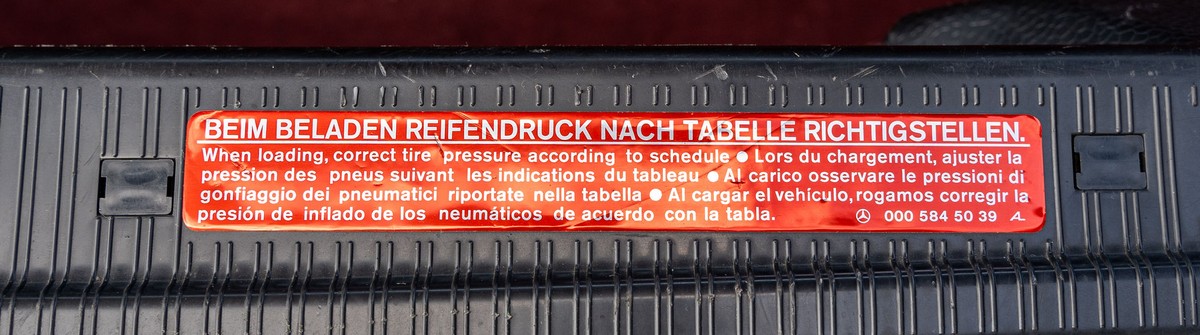 BEIM BELADEN REIFENDRUCK NACH TABELLE RICHTIGSTELLEN.
When loading, correct tire pressure according to schedule ● Lors du chargement, ajuster la
pression des pneus suivant les indications du tableau ● Al carico osservare le pressioni di
gonfiaggio dei pneumatici riportate nella tabella ● Al cargar el vehículo, rogamos corregir la
presión de inflado de los neumáticos de acuerdo con la tabla. 000 584 50 39 A